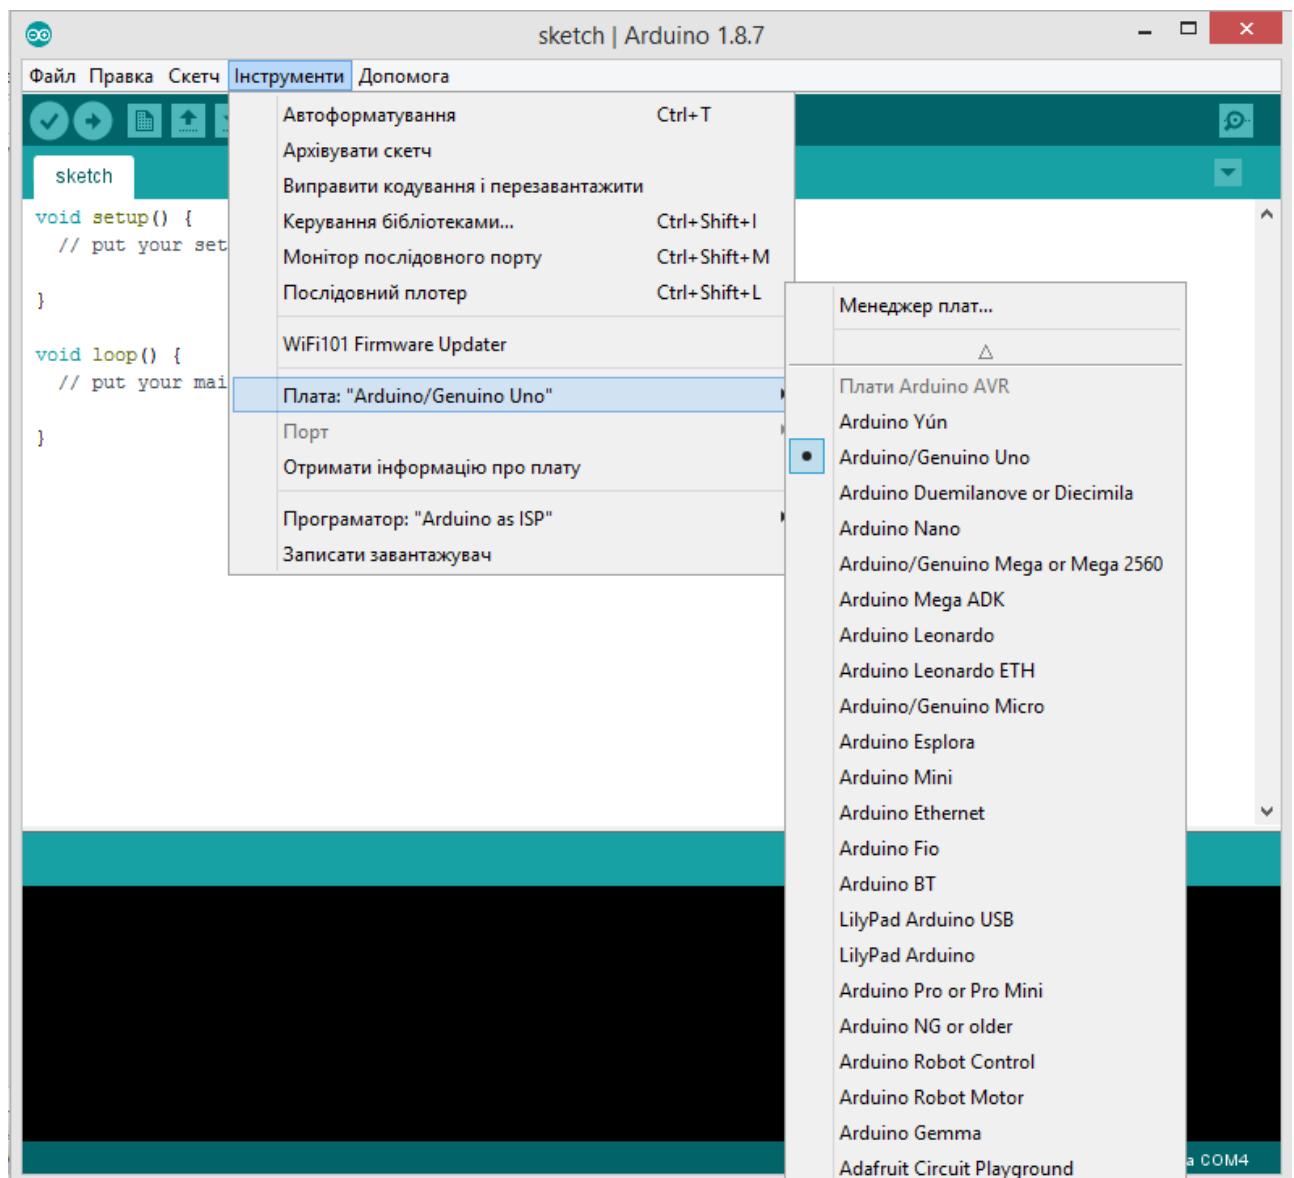 sketch | Arduino 1.8.7
Файл Правка Скетч Інструменти Допомога
Автоформатування Ctrl+T
Архівувати скетч
Виправити кодування і перезавантажити
Керування бібліотеками... Ctrl+Shift+I
Монітор послідовного порту Ctrl+Shift+M
Послідовний плотер Ctrl+Shift+L
WiFi101 Firmware Updater
Плата: "Arduino/Genuino Uno"
Порт
Отримати інформацію про плату
Програматор: "Arduino as ISP"
Записати завантажувач
sketch
void setup() {
// put your set
}
void loop() {
// put your mai
}
Менеджер плат...
Плати Arduino AVR
Arduino Yún
Arduino/Genuino Uno
Arduino Duemilanove or Diecimila
Arduino Nano
Arduino/Genuino Mega or Mega 2560
Arduino Mega ADK
Arduino Leonardo
Arduino Leonardo ETH
Arduino/Genuino Micro
Arduino Esplora
Arduino Mini
Arduino Ethernet
Arduino Fio
Arduino BT
LilyPad Arduino USB
LilyPad Arduino
Arduino Pro or Pro Mini
Arduino NG or older
Arduino Robot Control
Arduino Robot Motor
Arduino Gemma
Adafruit Circuit Playground
а COM4